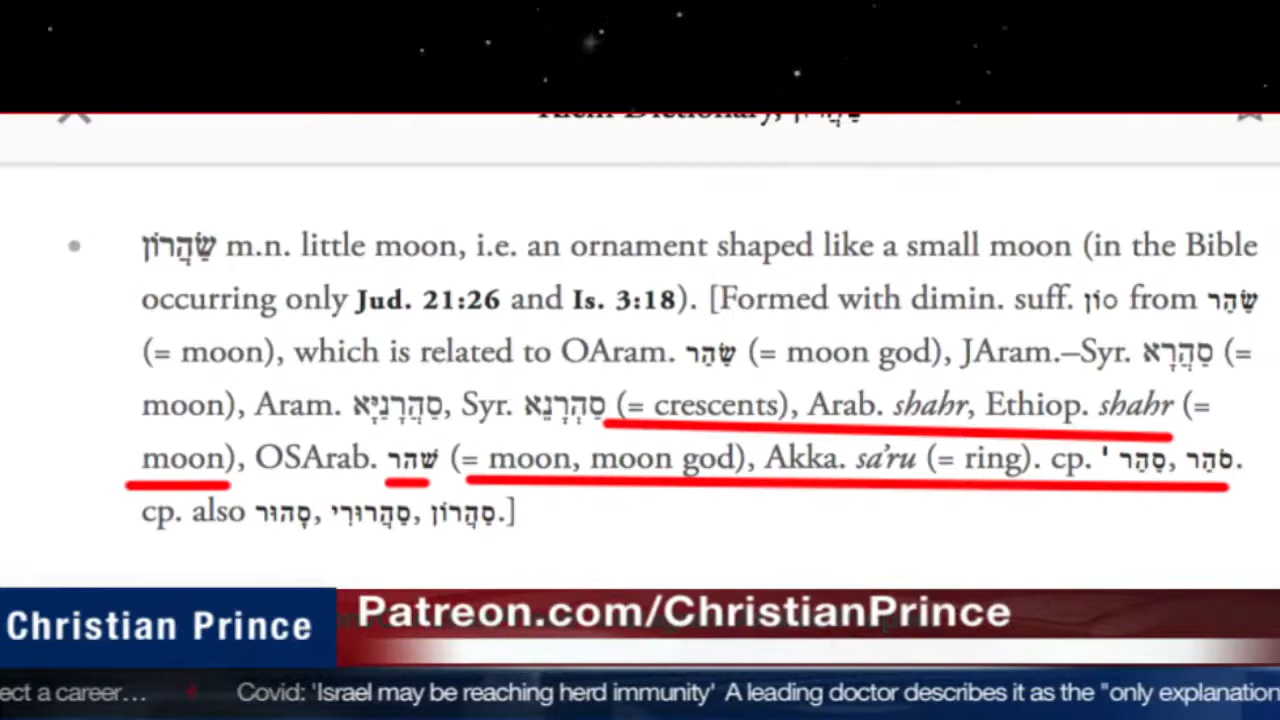 Klein Dictionary, שַׂהֲרוֹן
שַׂהֲרוֹן m.n. little moon, i.e. an ornament shaped like a small moon (in the Bible
occurring only Jud. 21:26 and Is. 3:18). [Formed with dimin. suff. ○וֹן from שַׂהַר
(= moon), which is related to OAram. שַׂהַר (= moon god), JAram.–Syr. סַהֲרָא (=
moon), Aram. סַהֲרָנַיָּא, Syr. סַהְרָנֵא (= crescents), Arab. shahr, Ethiop. shahr (=
moon), OSArab. שׂהר (= moon, moon god), Akka. sa’ru (= ring). cp. ' סַהַר, סֹהַר.
cp. also סַהֲרוֹן, סַהֲרוּרִי, סָהוּר.]
Christian Prince
Patreon.com/ChristianPrince
ect a career... Covid: 'Israel may be reaching herd immunity' A leading doctor describes it as the "only explanation